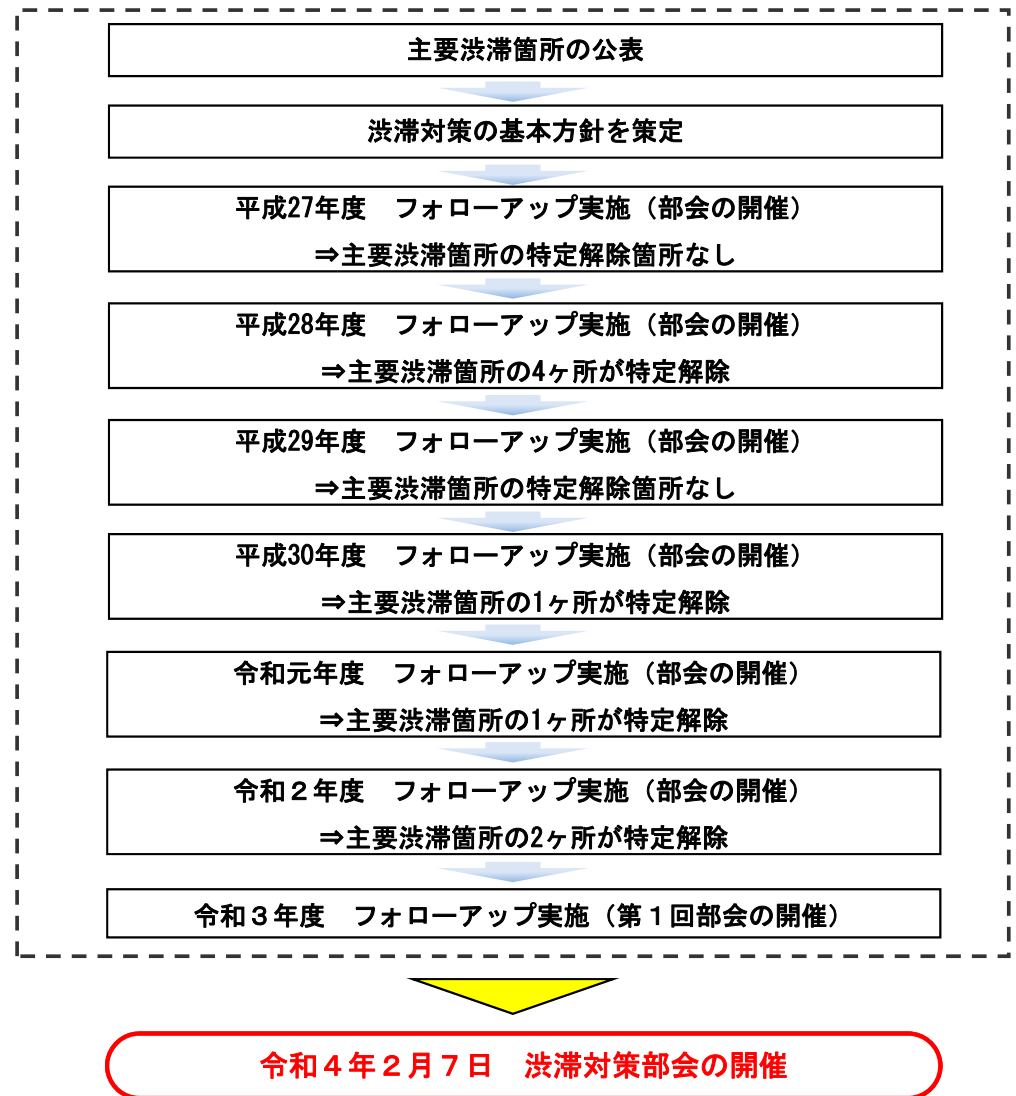 主要渋滞箇所の公表
渋滞対策の基本方針を策定
平成27年度　フォローアップ実施（部会の開催）
⇒主要渋滞箇所の特定解除箇所なし
平成28年度　フォローアップ実施（部会の開催）
⇒主要渋滞箇所の4ヶ所が特定解除
平成29年度　フォローアップ実施（部会の開催）
⇒主要渋滞箇所の特定解除箇所なし
平成30年度　フォローアップ実施（部会の開催）
⇒主要渋滞箇所の1ヶ所が特定解除
令和元年度　フォローアップ実施（部会の開催）
⇒主要渋滞箇所の1ヶ所が特定解除
令和２年度　フォローアップ実施（部会の開催）
⇒主要渋滞箇所の2ヶ所が特定解除
令和３年度　フォローアップ実施（第１回部会の開催）
令和４年２月７日　渋滞対策部会の開催